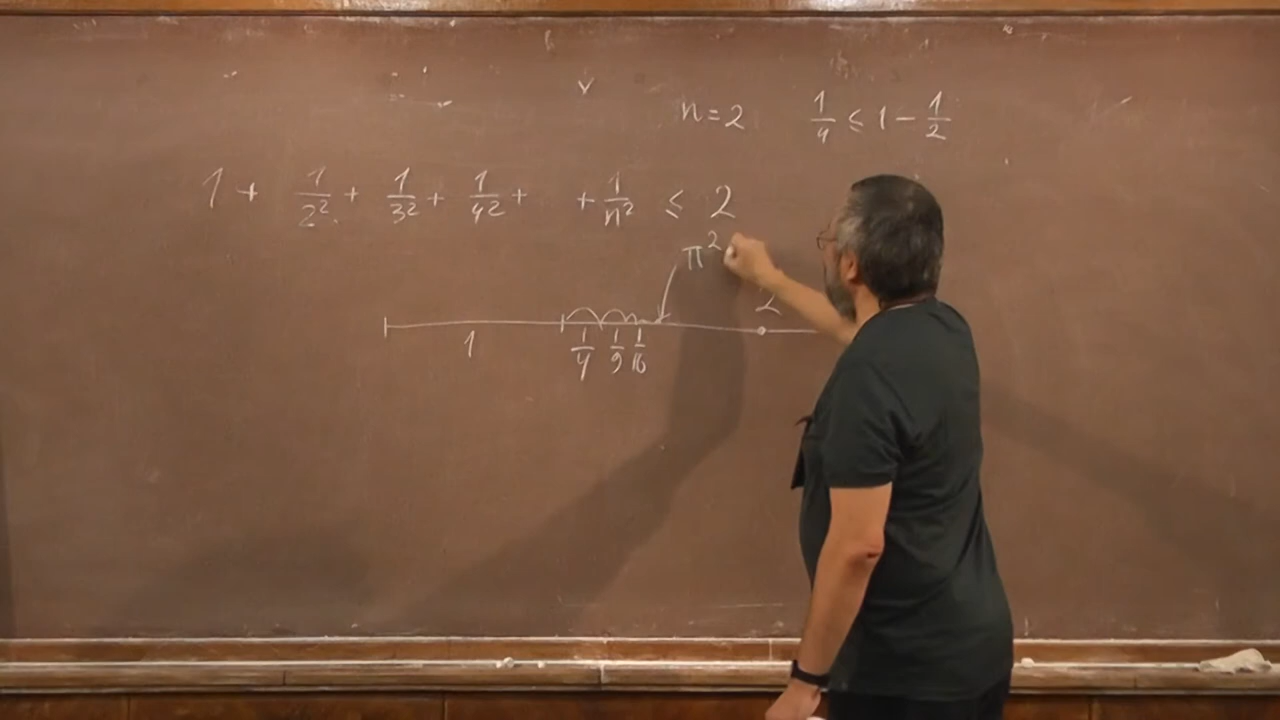 n=2 1/4 ≤ 1 - 1/2
1 + 1/2² + 1/3² + 1/4² + + 1/n² ≤ 2
π²
2
1 1/4 1/9 1/16